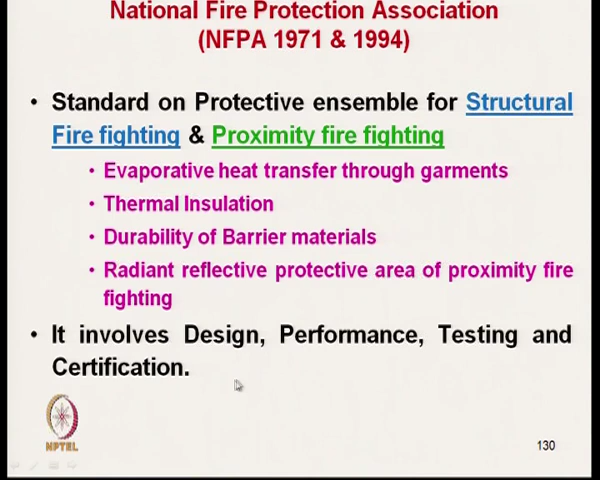 National Fire Protection Association
(NFPA 1971 & 1994)
• Standard on Protective ensemble for Structural
Fire fighting & Proximity fire fighting
• Evaporative heat transfer through garments
• Thermal Insulation
• Durability of Barrier materials
• Radiant reflective protective area of proximity fire
fighting
• It involves Design, Performance, Testing and
Certification.
NPTEL
130